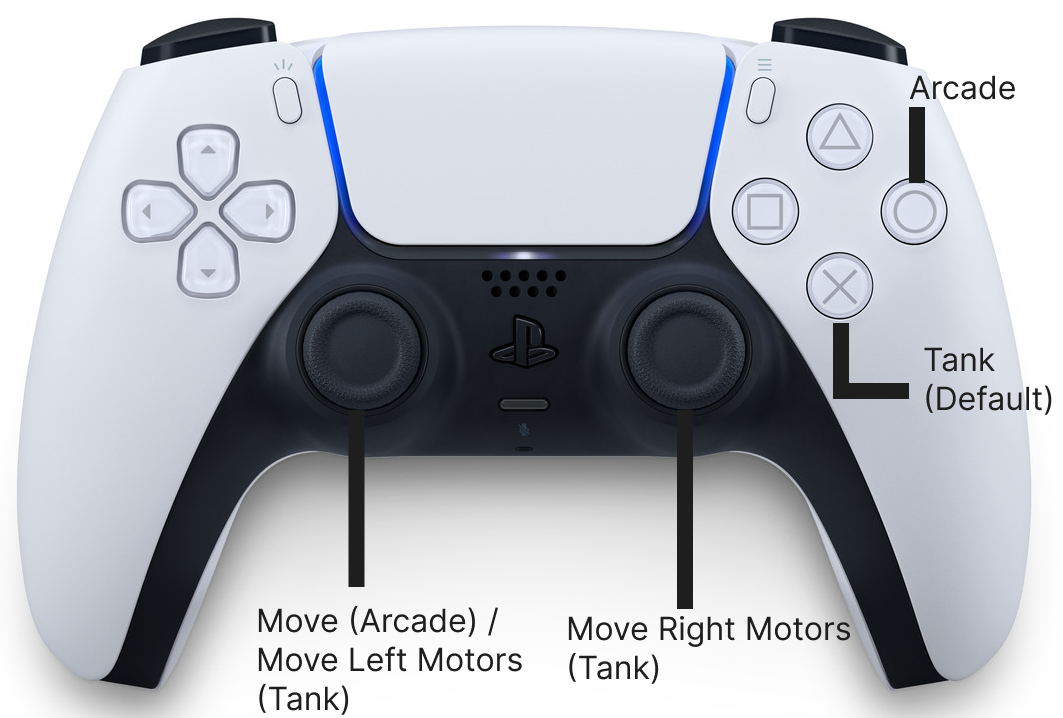 Arcade
Tank
(Default)
Move (Arcade) /
Move Left Motors
(Tank)
Move Right Motors
(Tank)